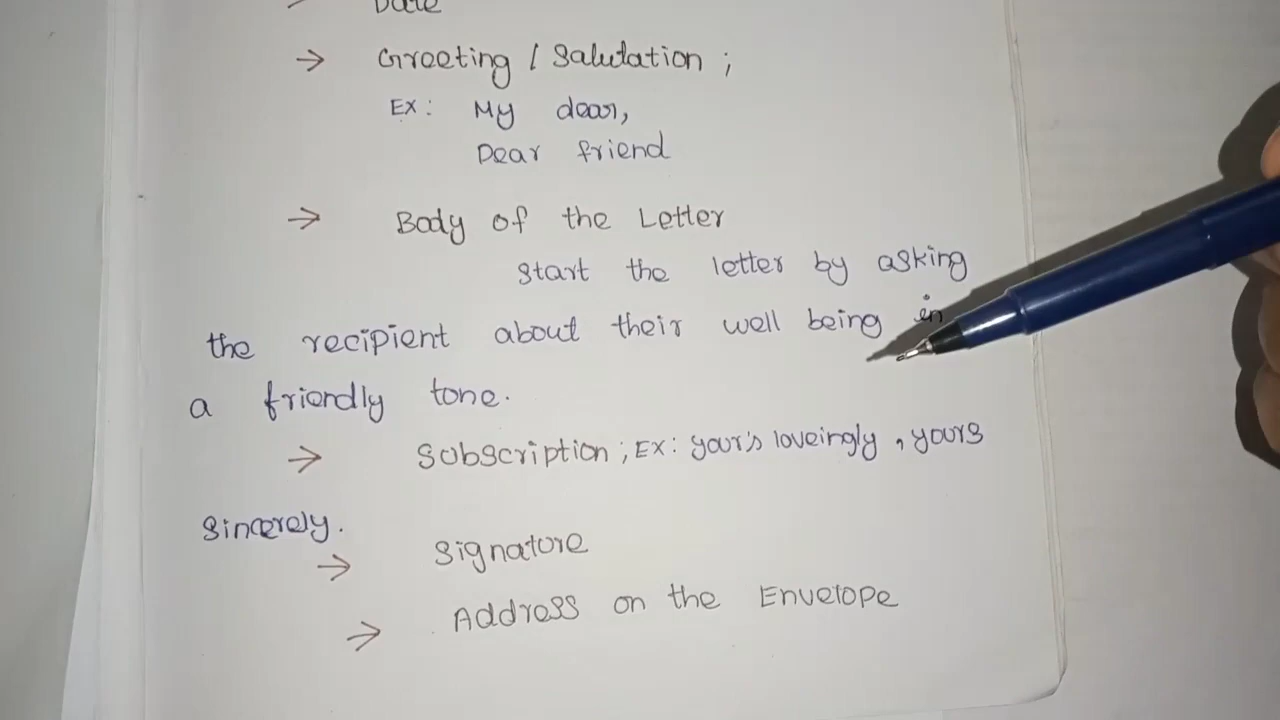 Date
→ Greeting / Salutation ;
Ex: My dear,
Dear friend
→ Body of the Letter
Start the letter by asking
the recipient about their well being in
a friendly tone.
→ Subscription ; Ex: your's loveingly , yours
Sincerely.
→ Signature
→ Address on the Envelope